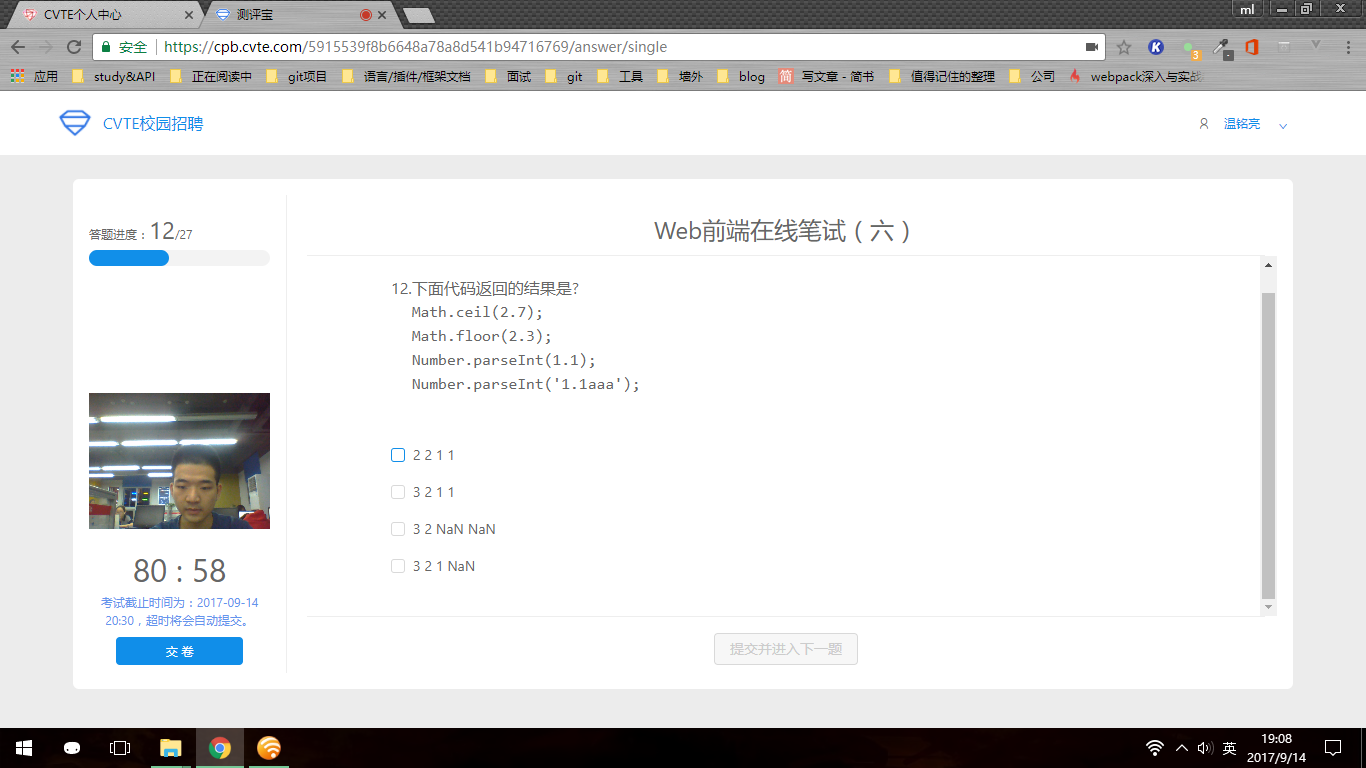 CVTE个人中心
测评宝
ml
安全
https://cpb.cvte.com/5915539f8b6648a78a8d541b94716769/answer/single
K
3
应用
study&API
正在阅读中
git项目
语言/插件/框架文档
面试
git
工具
墙外
blog
简
写文章 - 简书
值得记住的整理
公司
webpack深入与实战
CVTE校园招聘
温铭亮
答题进度：12/27
Web前端在线笔试（六）
12.下面代码返回的结果是?
Math.ceil(2.7);
Math.floor(2.3);
Number.parseInt(1.1);
Number.parseInt('1.1aaa');
2 2 1 1
3 2 1 1
3 2 NaN NaN
3 2 1 NaN
80 : 58
考试截止时间为：2017-09-14
20:30，超时将会自动提交。
交 卷
提交并进入下一题
英
19:08
2017/9/14